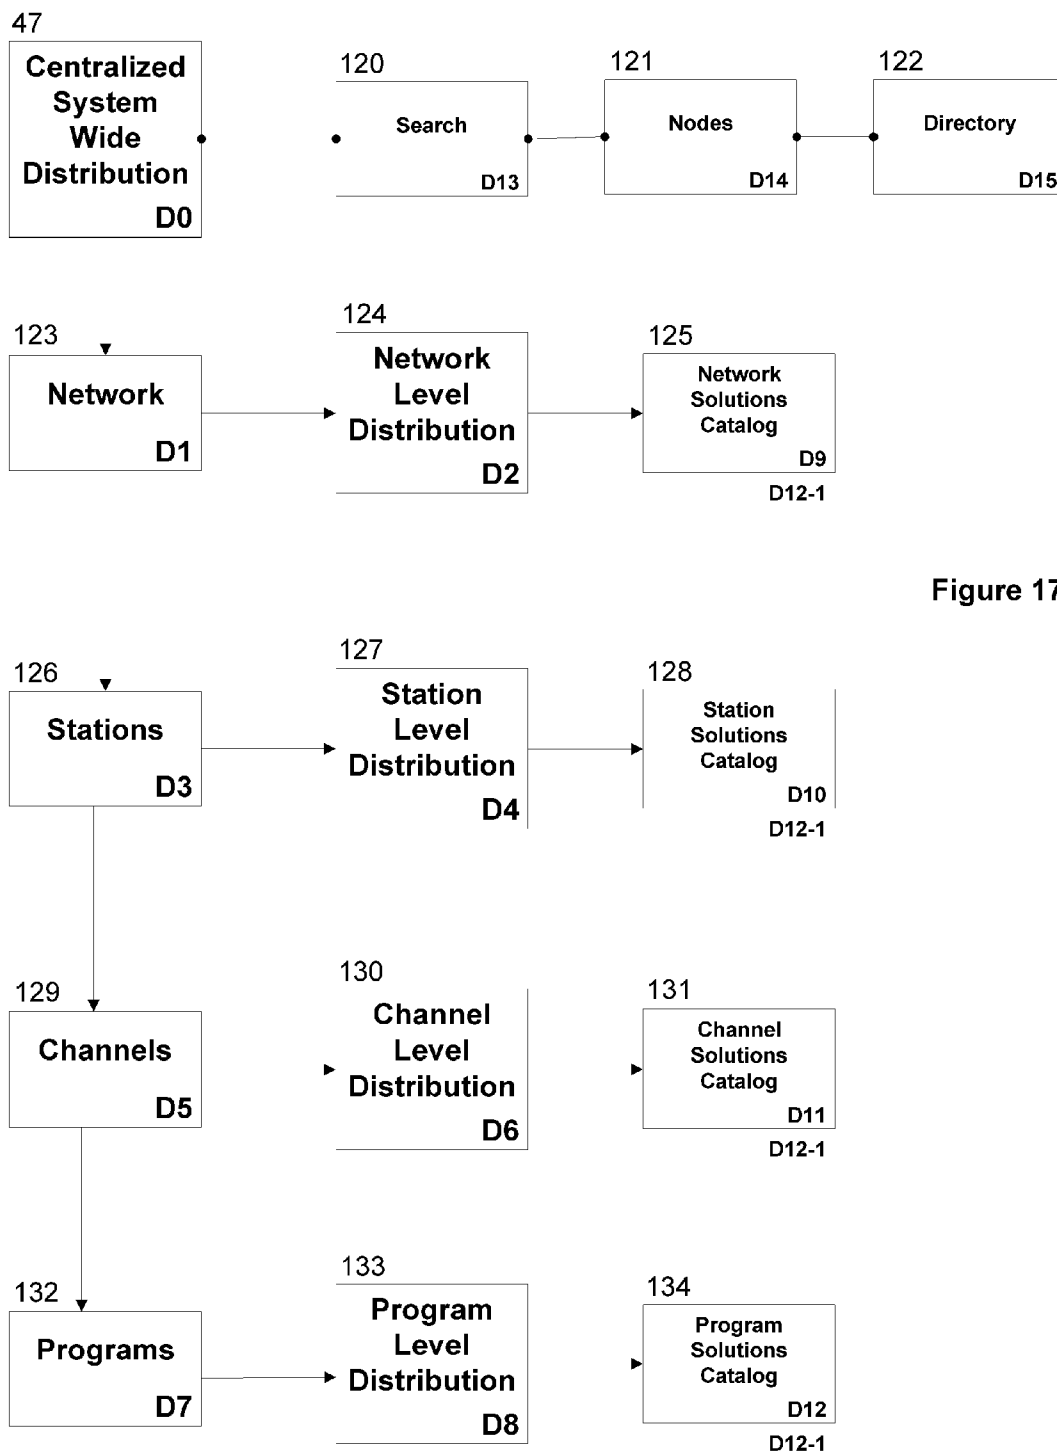 47
Centralized
System
Wide
Distribution
D0
120
Search
D13
121
Nodes
D14
122
Directory
D15
123
Network
D1
124
Network
Level
Distribution
D2
125
Network
Solutions
Catalog
D9
D12-1
Figure 17
126
Stations
D3
127
Station
Level
Distribution
D4
128
Station
Solutions
Catalog
D10
D12-1
129
Channels
D5
130
Channel
Level
Distribution
D6
131
Channel
Solutions
Catalog
D11
D12-1
132
Programs
D7
133
Program
Level
Distribution
D8
134
Program
Solutions
Catalog
D12
D12-1